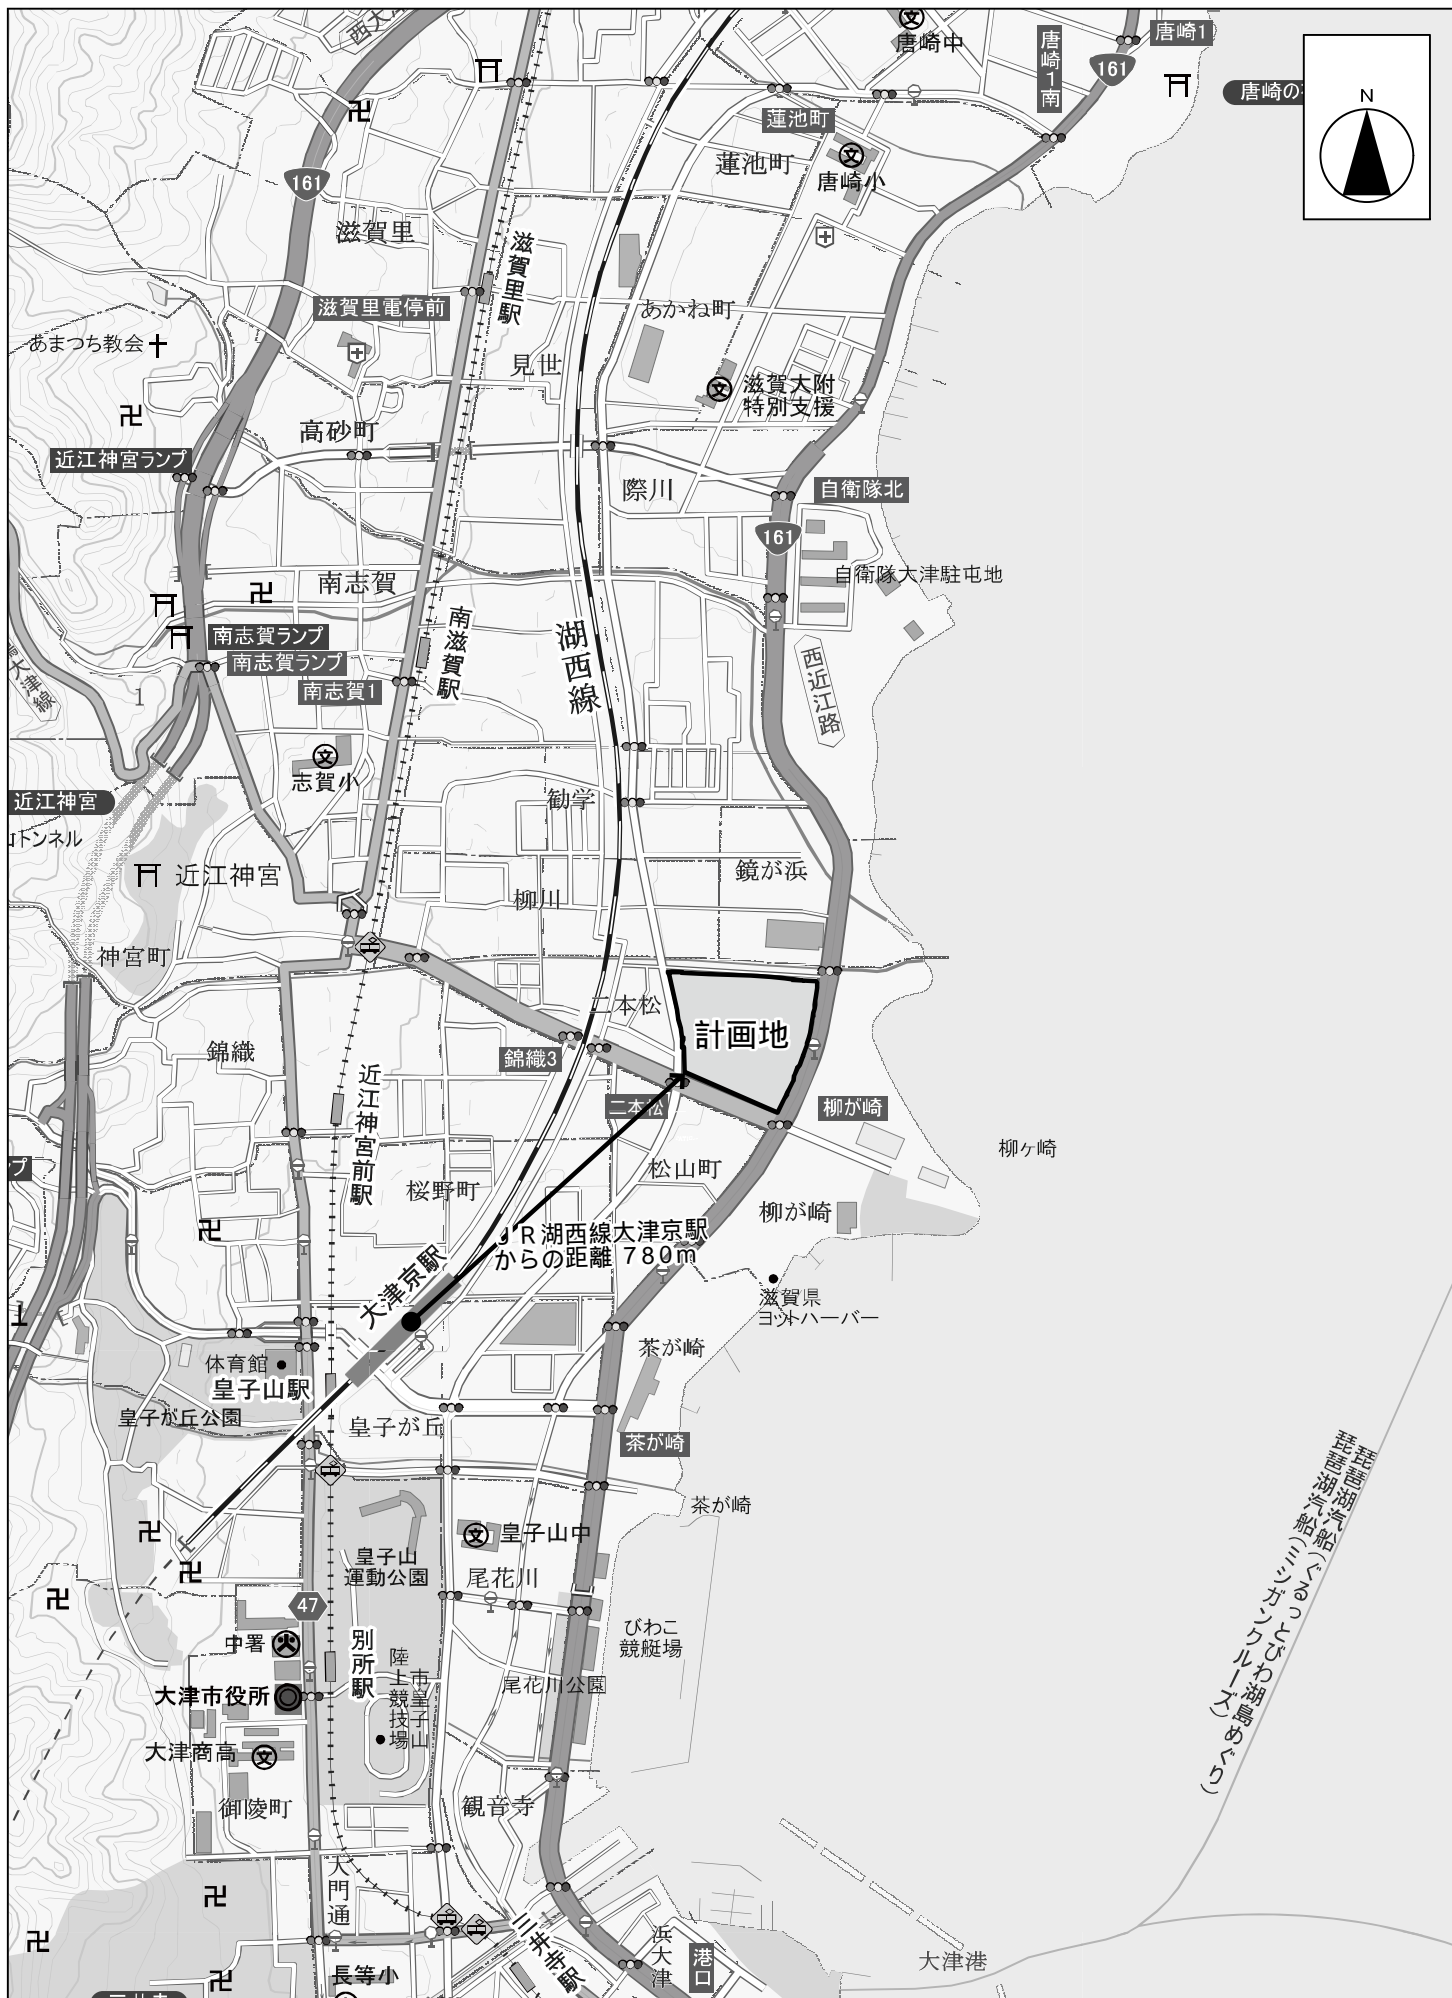 西大津
唐崎中
唐崎1
唐崎1南
161
唐崎の
N
蓮池町
蓮池町
唐崎小
161
滋賀里
滋賀里駅
滋賀里電停前
あかね町
あまつち教会
見世
滋賀大附
特別支援
高砂町
近江神宮ランプ
際川
自衛隊北
161
自衛隊大津駐屯地
南志賀
南志賀ランプ
南志賀ランプ
南志賀1
南滋賀駅
湖西線
西近江路
大津線
1
志賀小
近江神宮
トンネル
勧学
近江神宮
鏡が浜
柳川
神宮町
二本松
計画地
錦織
錦織3
二本松
柳が崎
柳ヶ崎
近江神宮前駅
松山町
桜野町
柳が崎
JR湖西線大津京駅
からの距離 780m
大津京駅
滋賀県
ヨットハーバー
茶が崎
体育館
皇子山駅
皇子が丘公園
皇子が丘
茶が崎
茶が崎
皇子山中
皇子山
運動公園
尾花川
47
中署
別所駅
びわこ
競艇場
陸上競技場
市皇子山
尾花川公園
大津市役所
大津商高
御陵町
観音寺
琵琶湖汽船（ぐるっとびわ湖島めぐり）
琵琶湖汽船（ミシガンクルーズ）
大門通
三井寺駅
浜大津
港口
大津港
長等小